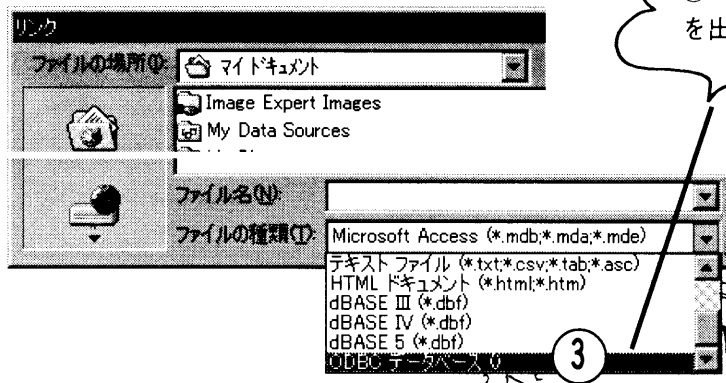 を出
リンク
ファイルの場所(I): マイ ドキュメント
Image Expert Images
My Data Sources
ファイル名(N):
ファイルの種類(T): Microsoft Access (*.mdb;*.mda;*.mde)
テキスト ファイル (*.txt;*.csv;*.tab;*.asc)
HTML ドキュメント (*.html;*.htm)
dBASE III (*.dbf)
dBASE IV (*.dbf)
dBASE 5 (*.dbf)
ODBC データベース ()
③